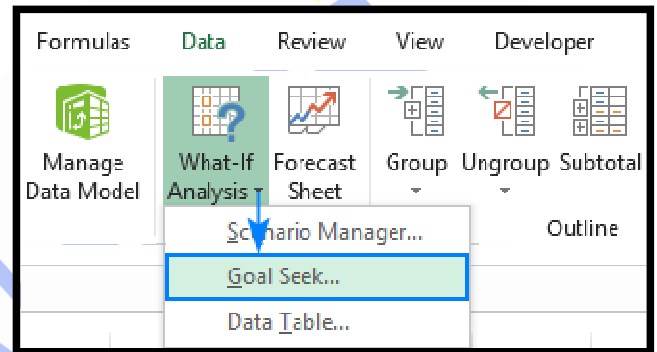 Formulas Data Review View Developer
Manage What-If Forecast Group Ungroup Subtotal
Data Model Analysis Sheet
Scenario Manager...
Outline
Goal Seek...
Data Table...